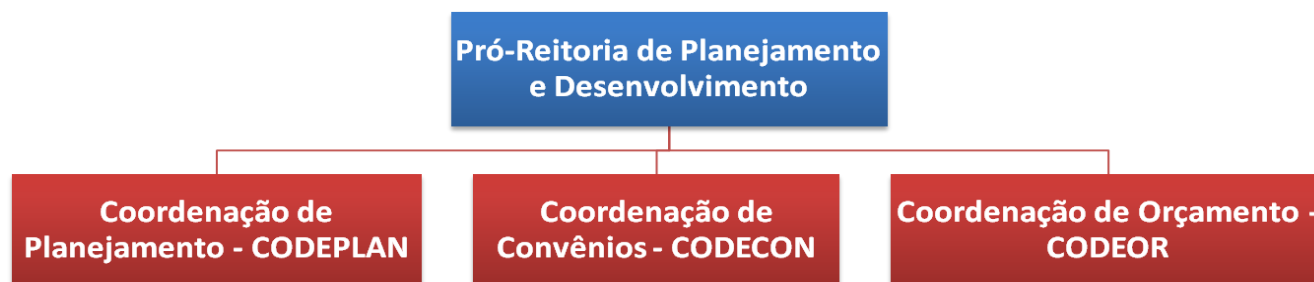 Pró-Reitoria de Planejamento
e Desenvolvimento
Coordenação de
Planejamento - CODEPLAN
Coordenação de
Convênios - CODECON
Coordenação de Orçamento -
CODEOR